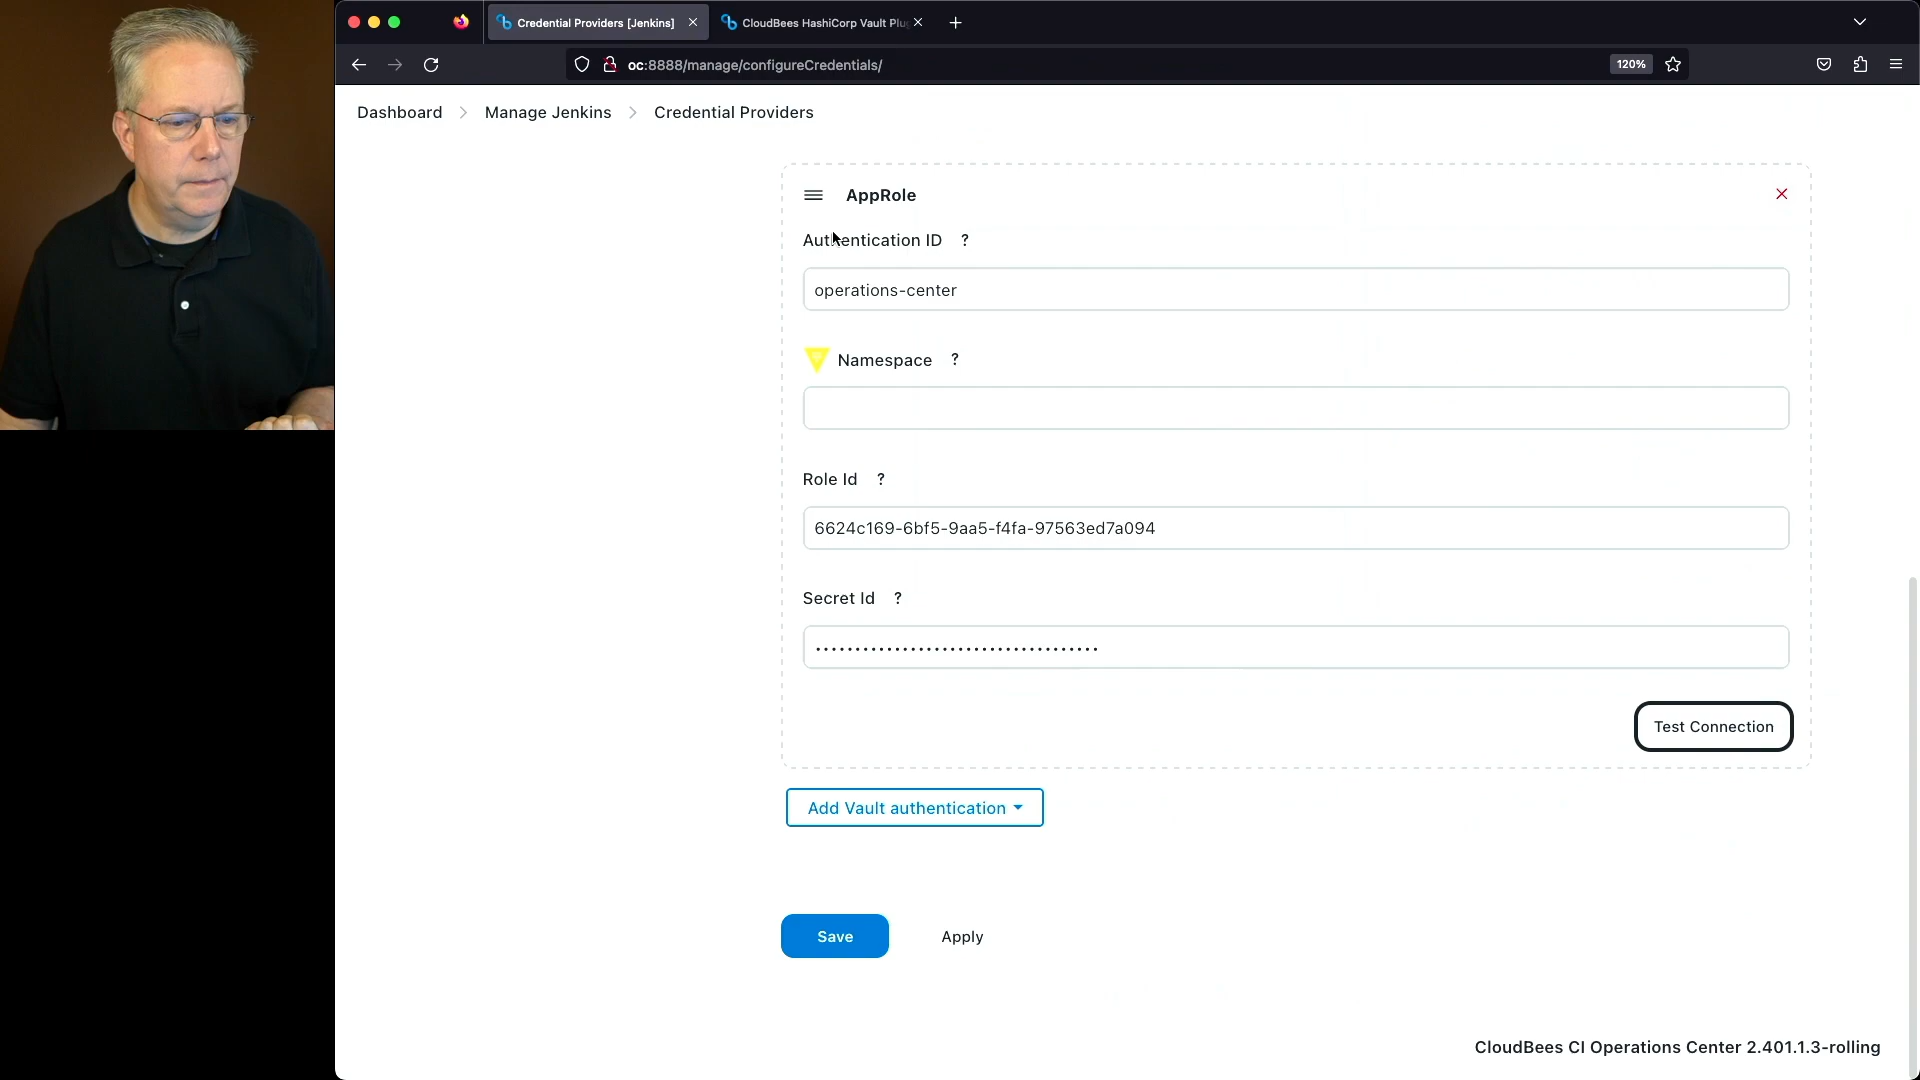 Credential Providers [Jenkins]
CloudBees HashiCorp Vault Plu
oc:8888/manage/configureCredentials/
120%
Dashboard
Manage Jenkins
Credential Providers
AppRole
Authentication ID ?
operations-center
Namespace ?
Role Id ?
6624c169-6bf5-9aa5-f4fa-97563ed7a094
Secret Id ?
Test Connection
Add Vault authentication
Save
Apply
CloudBees CI Operations Center 2.401.1.3-rolling